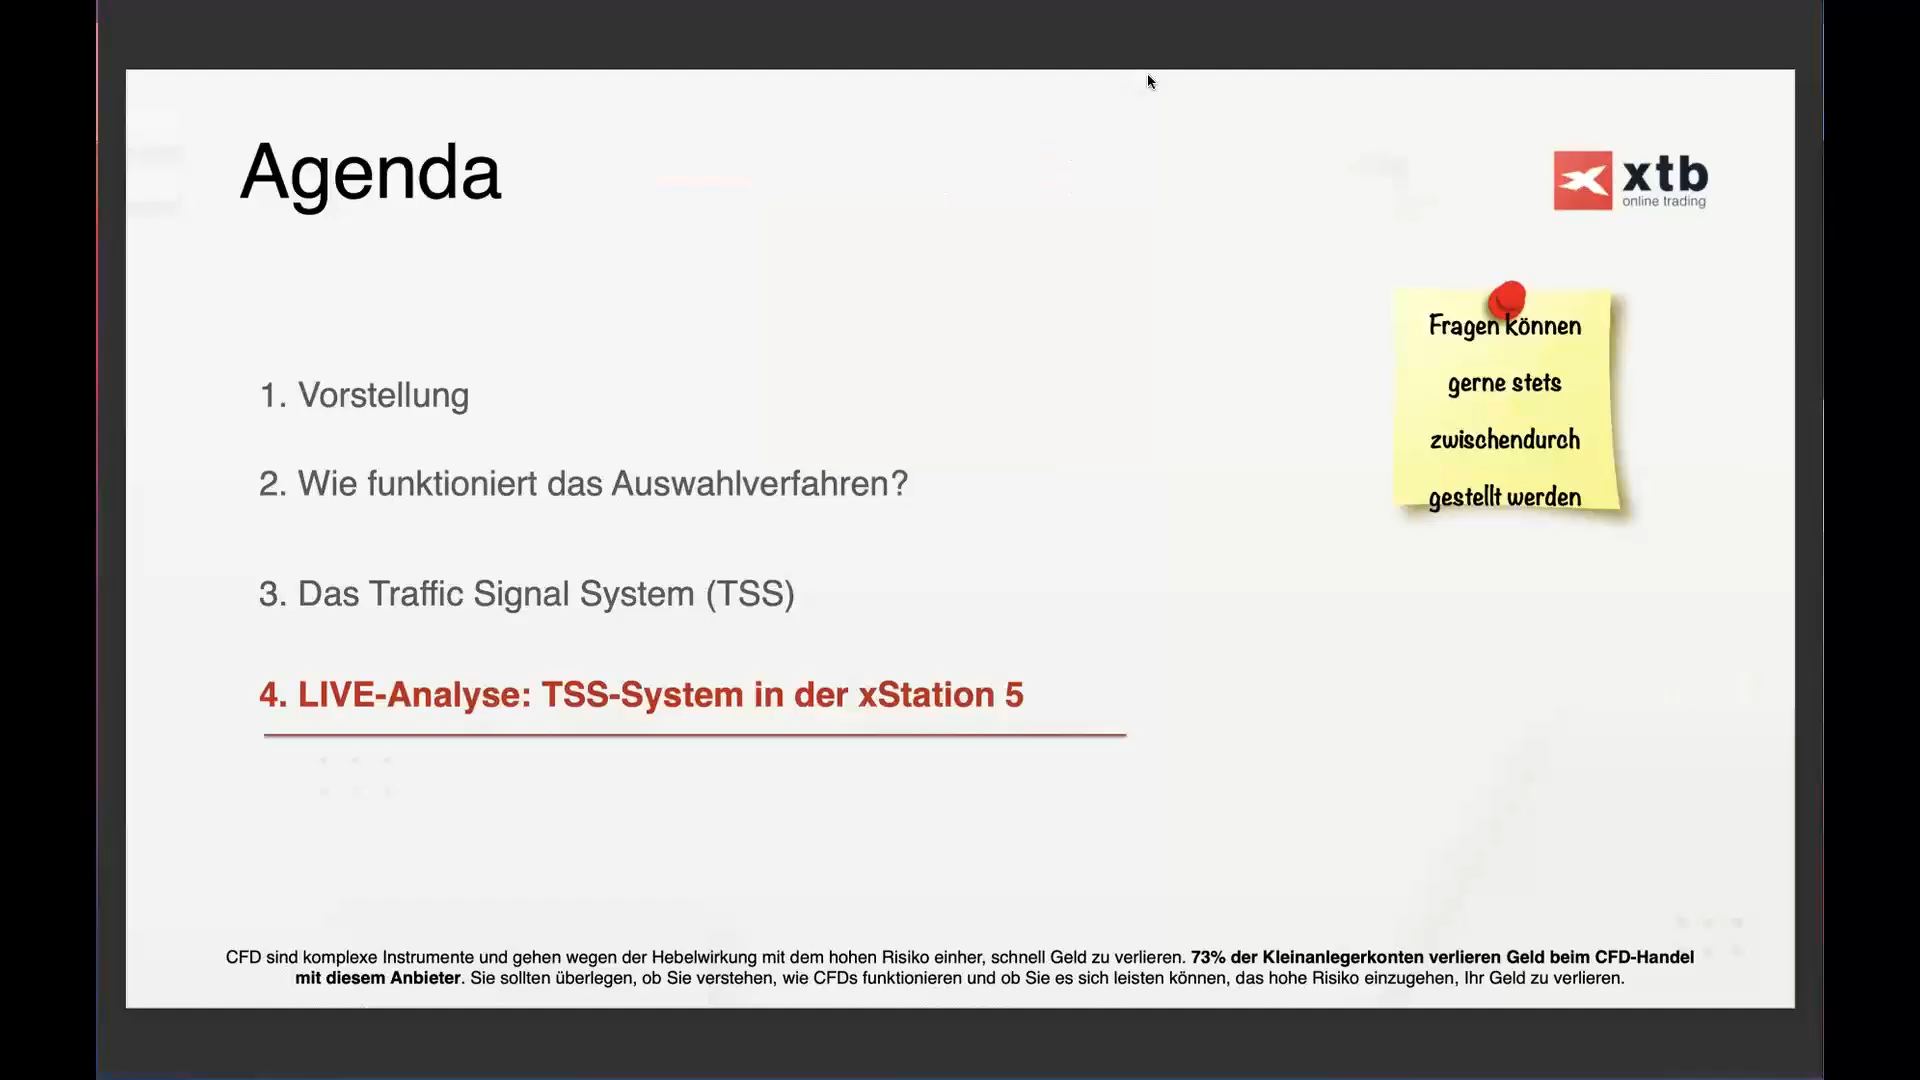 Agenda
xtb
online trading
Fragen können
gerne stets
zwischendurch
gestellt werden
1. Vorstellung
2. Wie funktioniert das Auswahlverfahren?
3. Das Traffic Signal System (TSS)
4. LIVE-Analyse: TSS-System in der xStation 5
CFD sind komplexe Instrumente und gehen wegen der Hebelwirkung mit dem hohen Risiko einher, schnell Geld zu verlieren. 73% der Kleinanlegerkonten verlieren Geld beim CFD-Handel
mit diesem Anbieter. Sie sollten überlegen, ob Sie verstehen, wie CFDs funktionieren und ob Sie es sich leisten können, das hohe Risiko einzugehen, Ihr Geld zu verlieren.